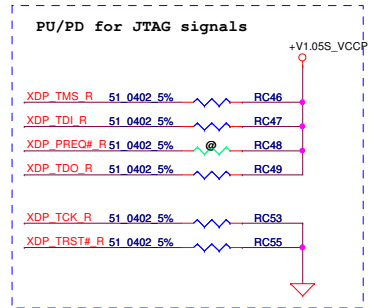 PU/PD for JTAG signals
+V1.05S_VCCP
XDP_TMS_R 51_0402_5% RC46
XDP_TDI_R 51_0402_5% RC47
XDP_PREQ#_R 51_0402_5% @ RC48
XDP_TDO_R 51_0402_5% RC49
XDP_TCK_R 51_0402_5% RC53
XDP_TRST#_R 51_0402_5% RC55